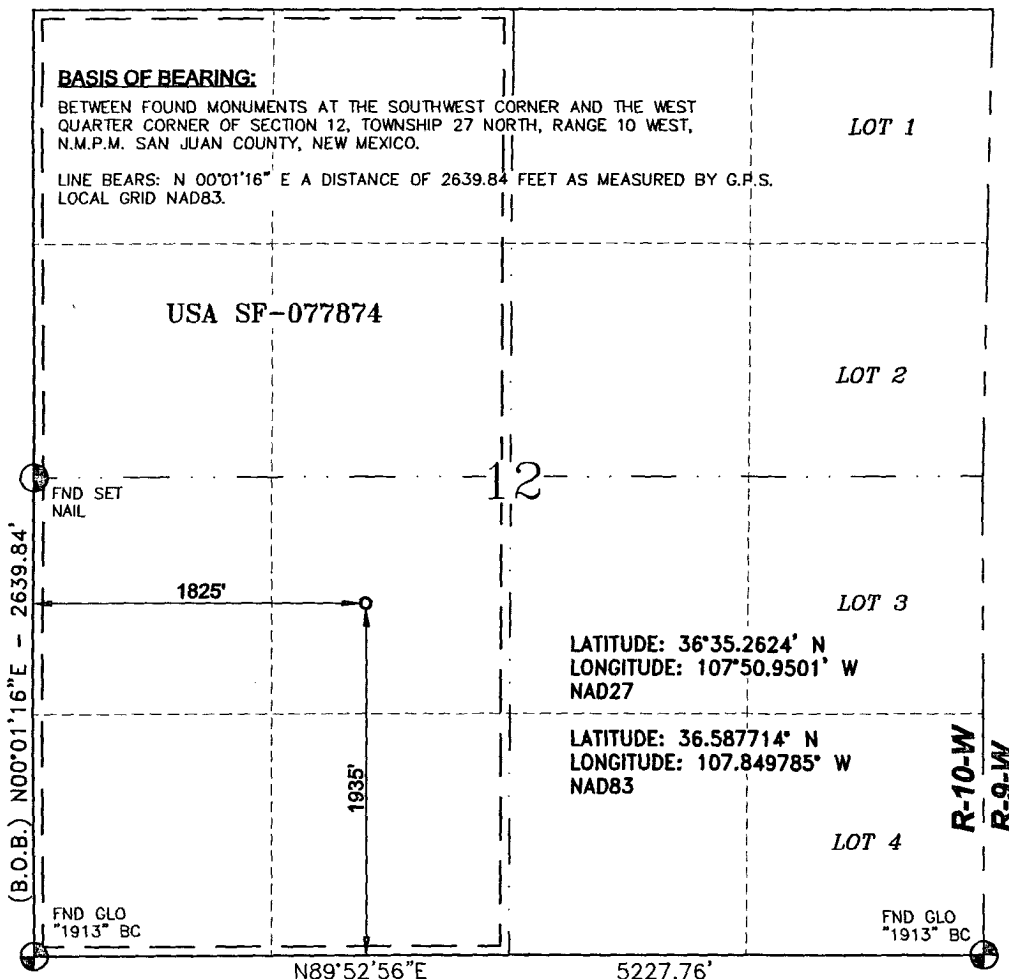 BASIS OF BEARING:
BETWEEN FOUND MONUMENTS AT THE SOUTHWEST CORNER AND THE WEST
QUARTER CORNER OF SECTION 12, TOWNSHIP 27 NORTH, RANGE 10 WEST,
N.M.P.M. SAN JUAN COUNTY, NEW MEXICO.
LINE BEARS: N 00°01'16" E A DISTANCE OF 2639.84 FEET AS MEASURED BY G.P.S.
LOCAL GRID NAD83.
LOT 1
USA SF-077874
LOT 2
12
FND SET
NAIL
(B.O.B.) N00°01'16"E - 2639.84'
1825'
1935'
LOT 3
LATITUDE: 36°35.2624' N
LONGITUDE: 107°50.9501' W
NAD27
LATITUDE: 36.587714° N
LONGITUDE: 107.849785° W
NAD83
R-10-W
R-9-W
LOT 4
FND GLO
"1913" BC
FND GLO
"1913" BC
N89°52'56"E 5227.76'